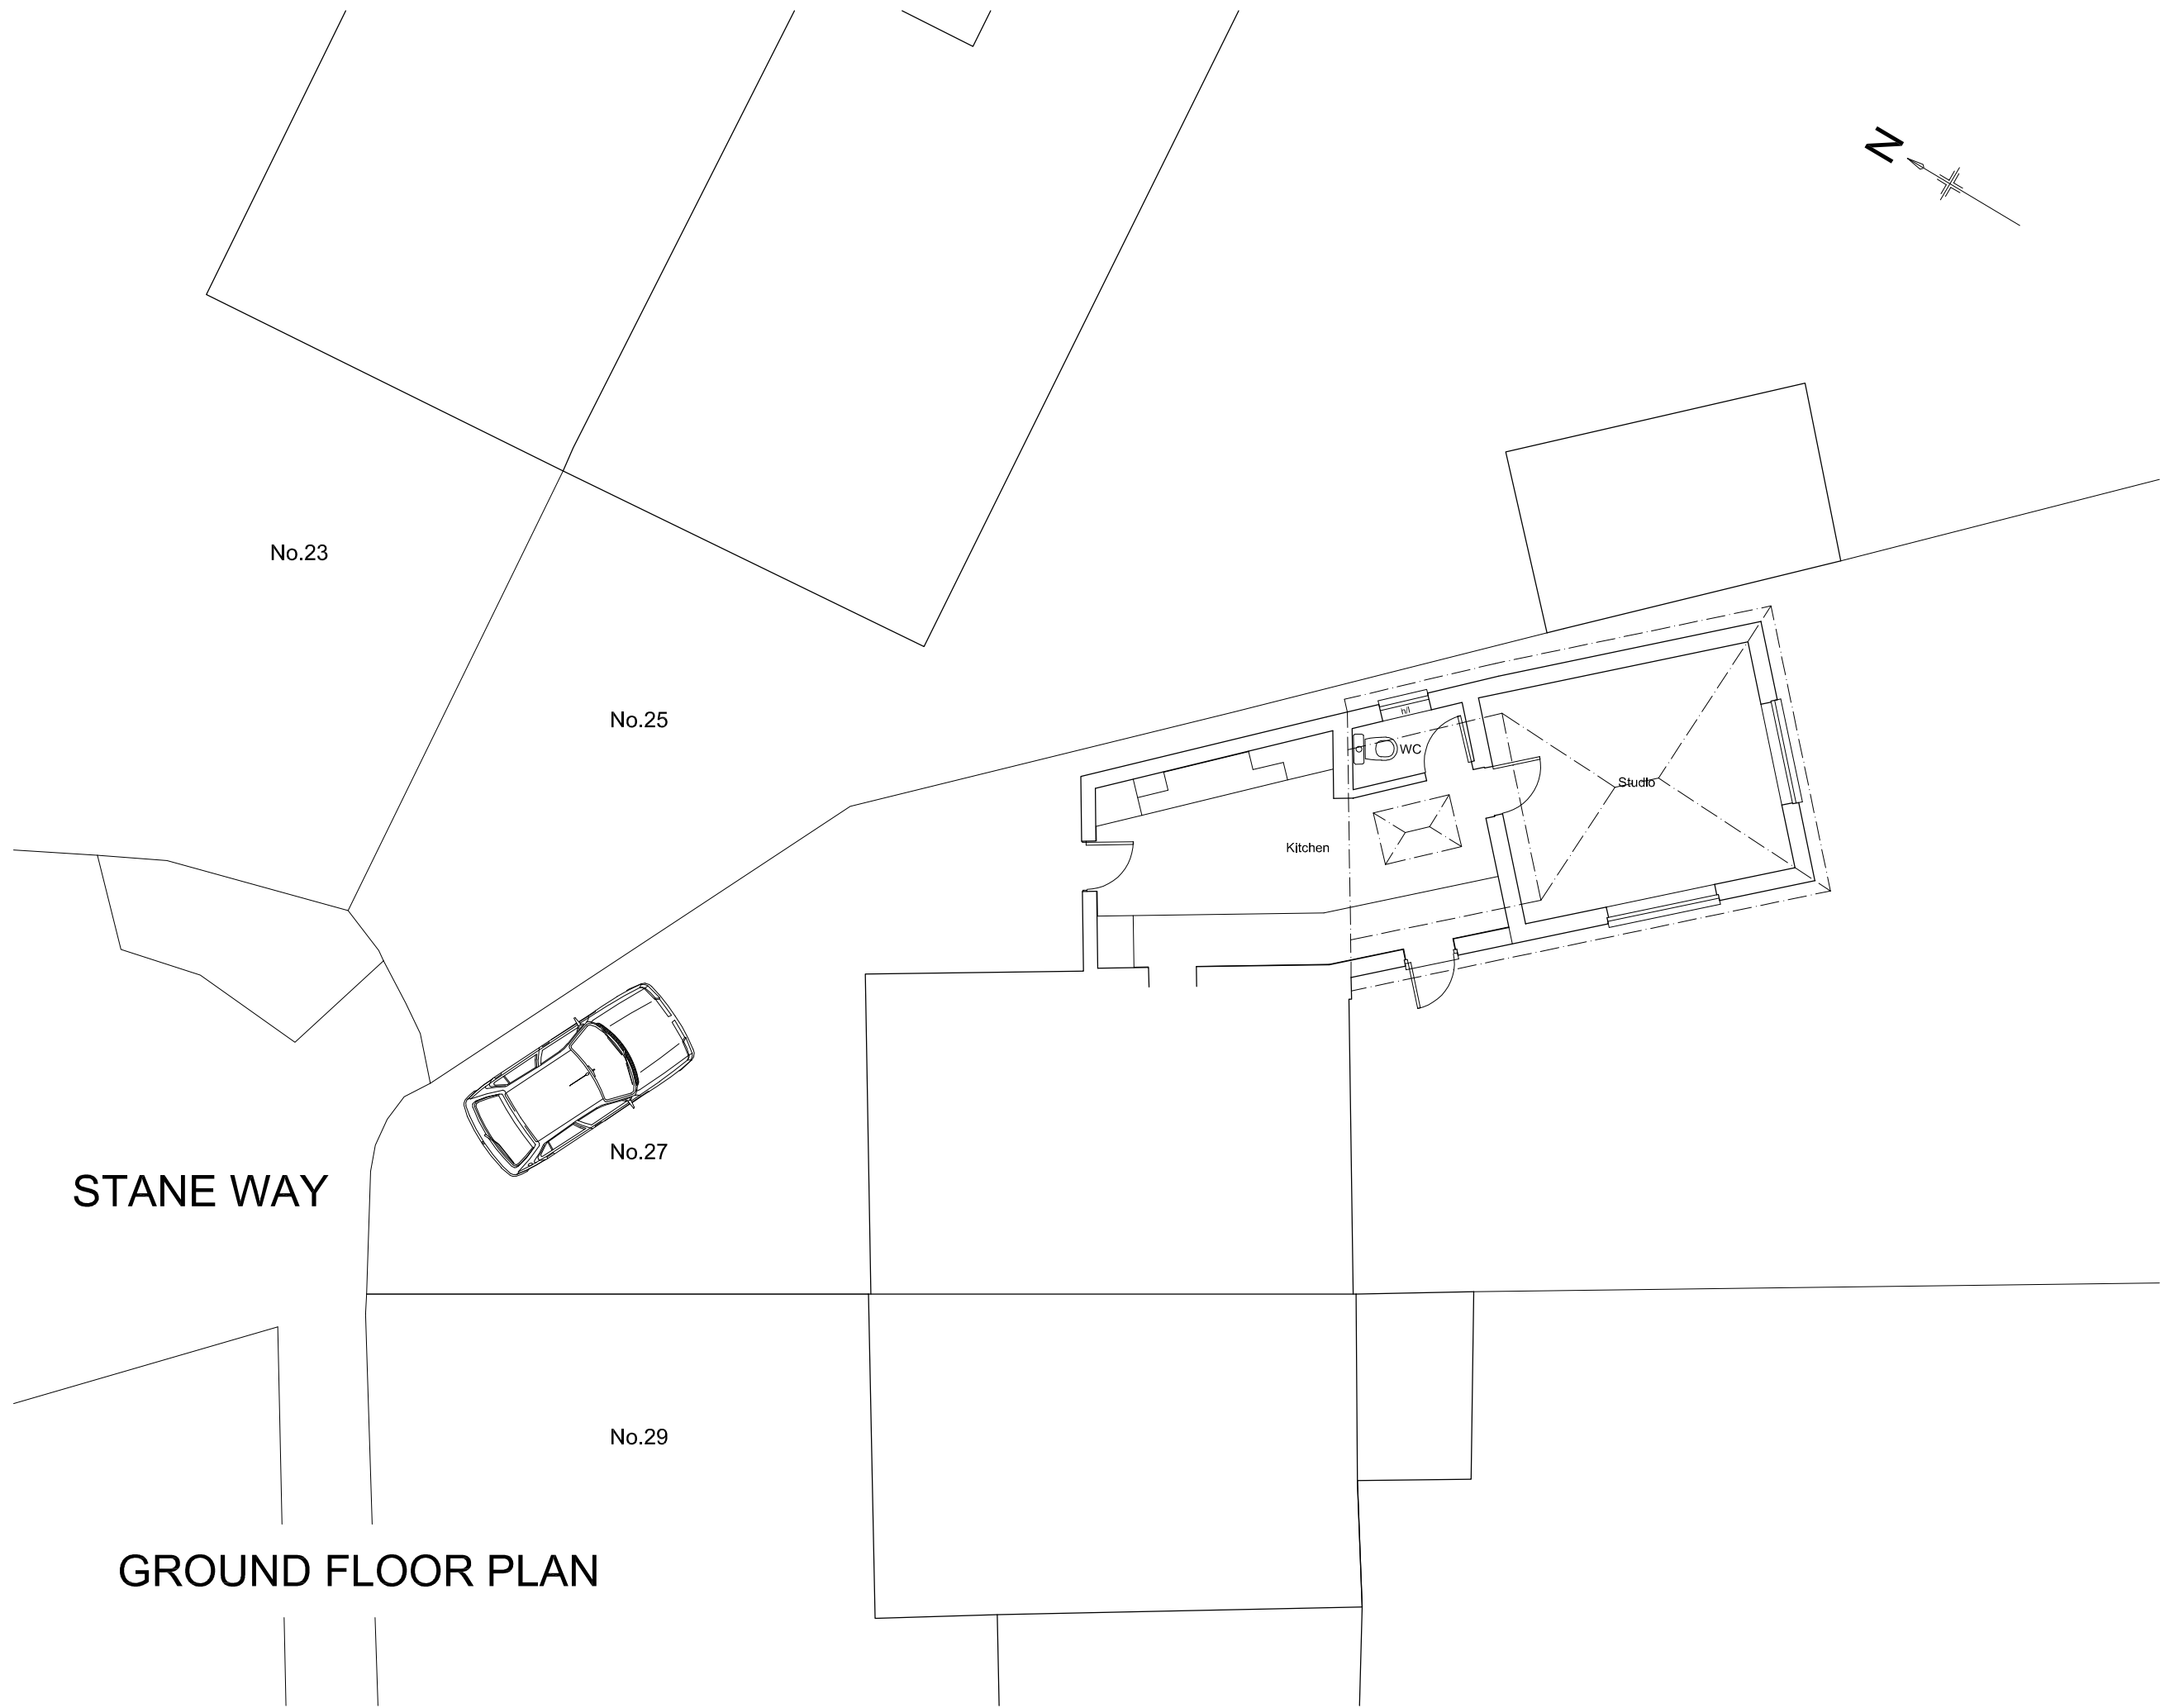 N
No.23
No.25
h/l
WC
Studio
Kitchen
No.27
STANE WAY
No.29
GROUND FLOOR PLAN